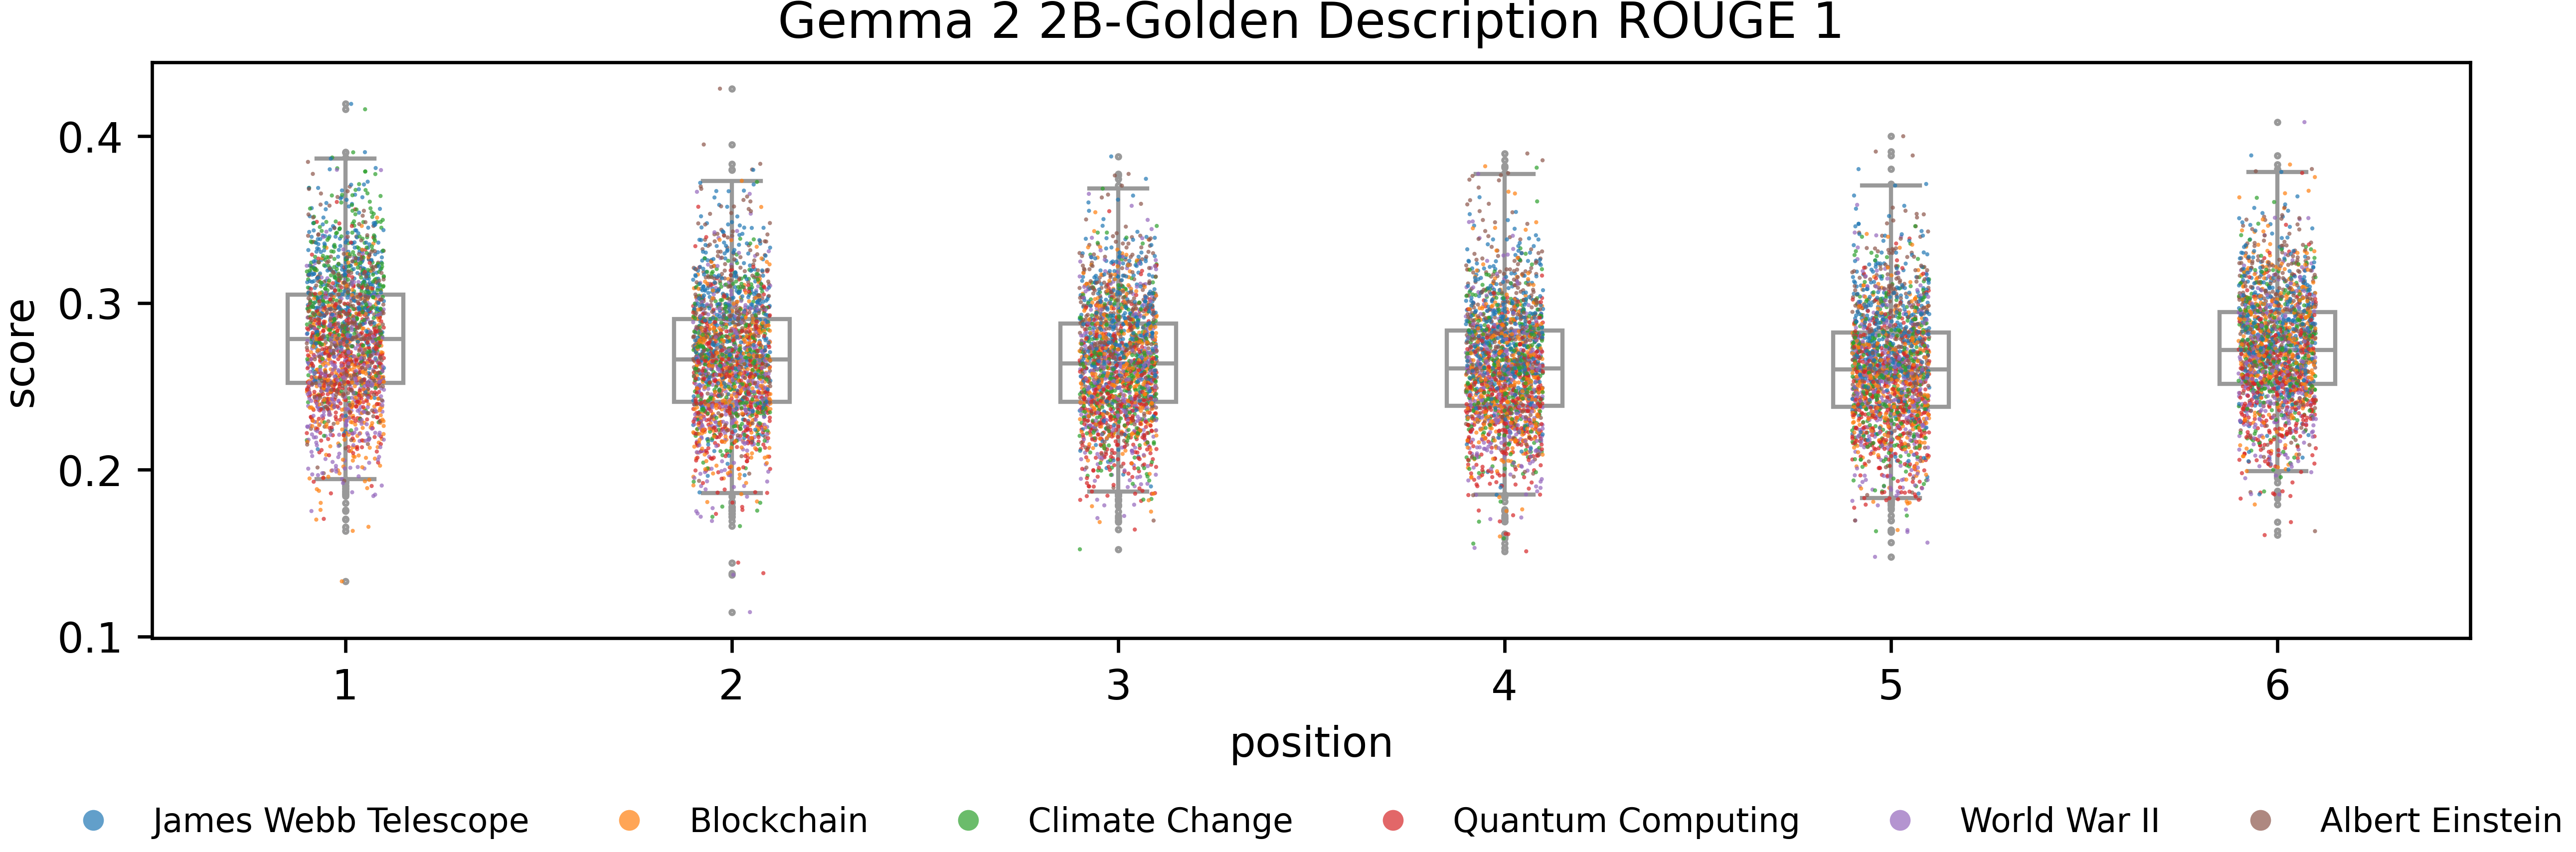 Gemma 2 2B-Golden Description ROUGE 1
score
0.4
0.3
0.2
0.1
1 2 3 4 5 6
position
James Webb Telescope Blockchain Climate Change Quantum Computing World War II Albert Einstein